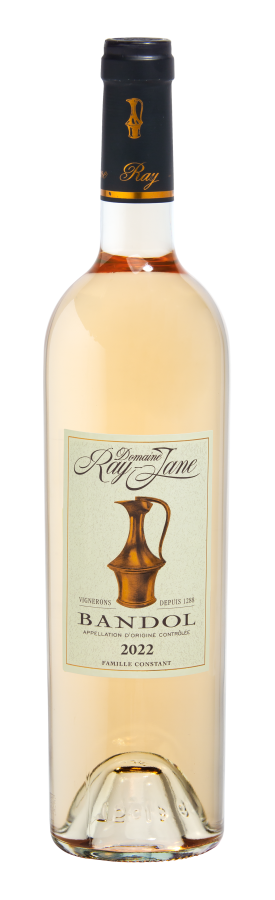 Ray
Domaine
Ray-Jane
VIGNERONS DEPUIS 1288
BANDOL
APPELLATION D'ORIGINE CONTRÔLÉE
2022
FAMILLE CONSTANT